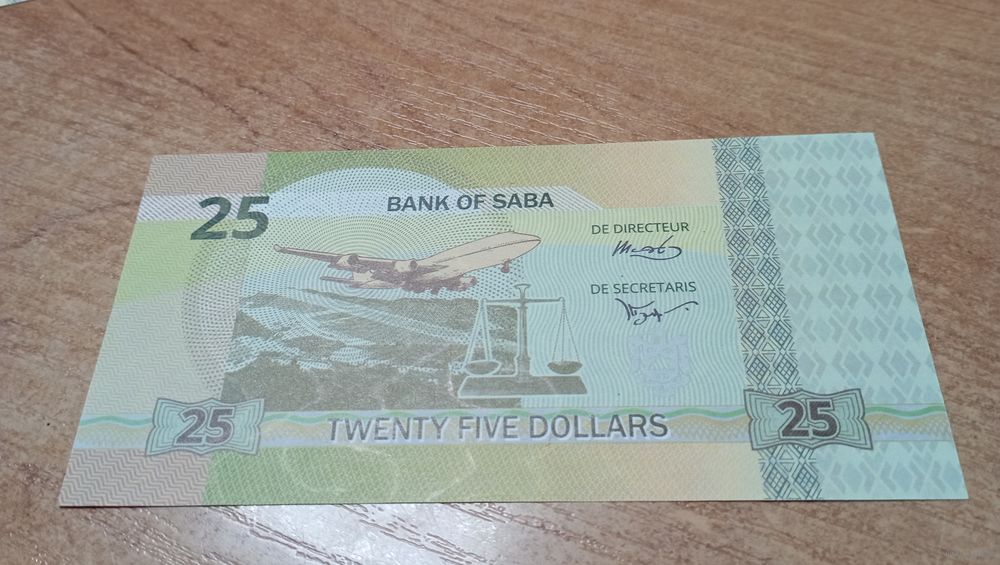 25
BANK OF SABA
DE DIRECTEUR
DE SECRETARIS
25
TWENTY FIVE DOLLARS
25